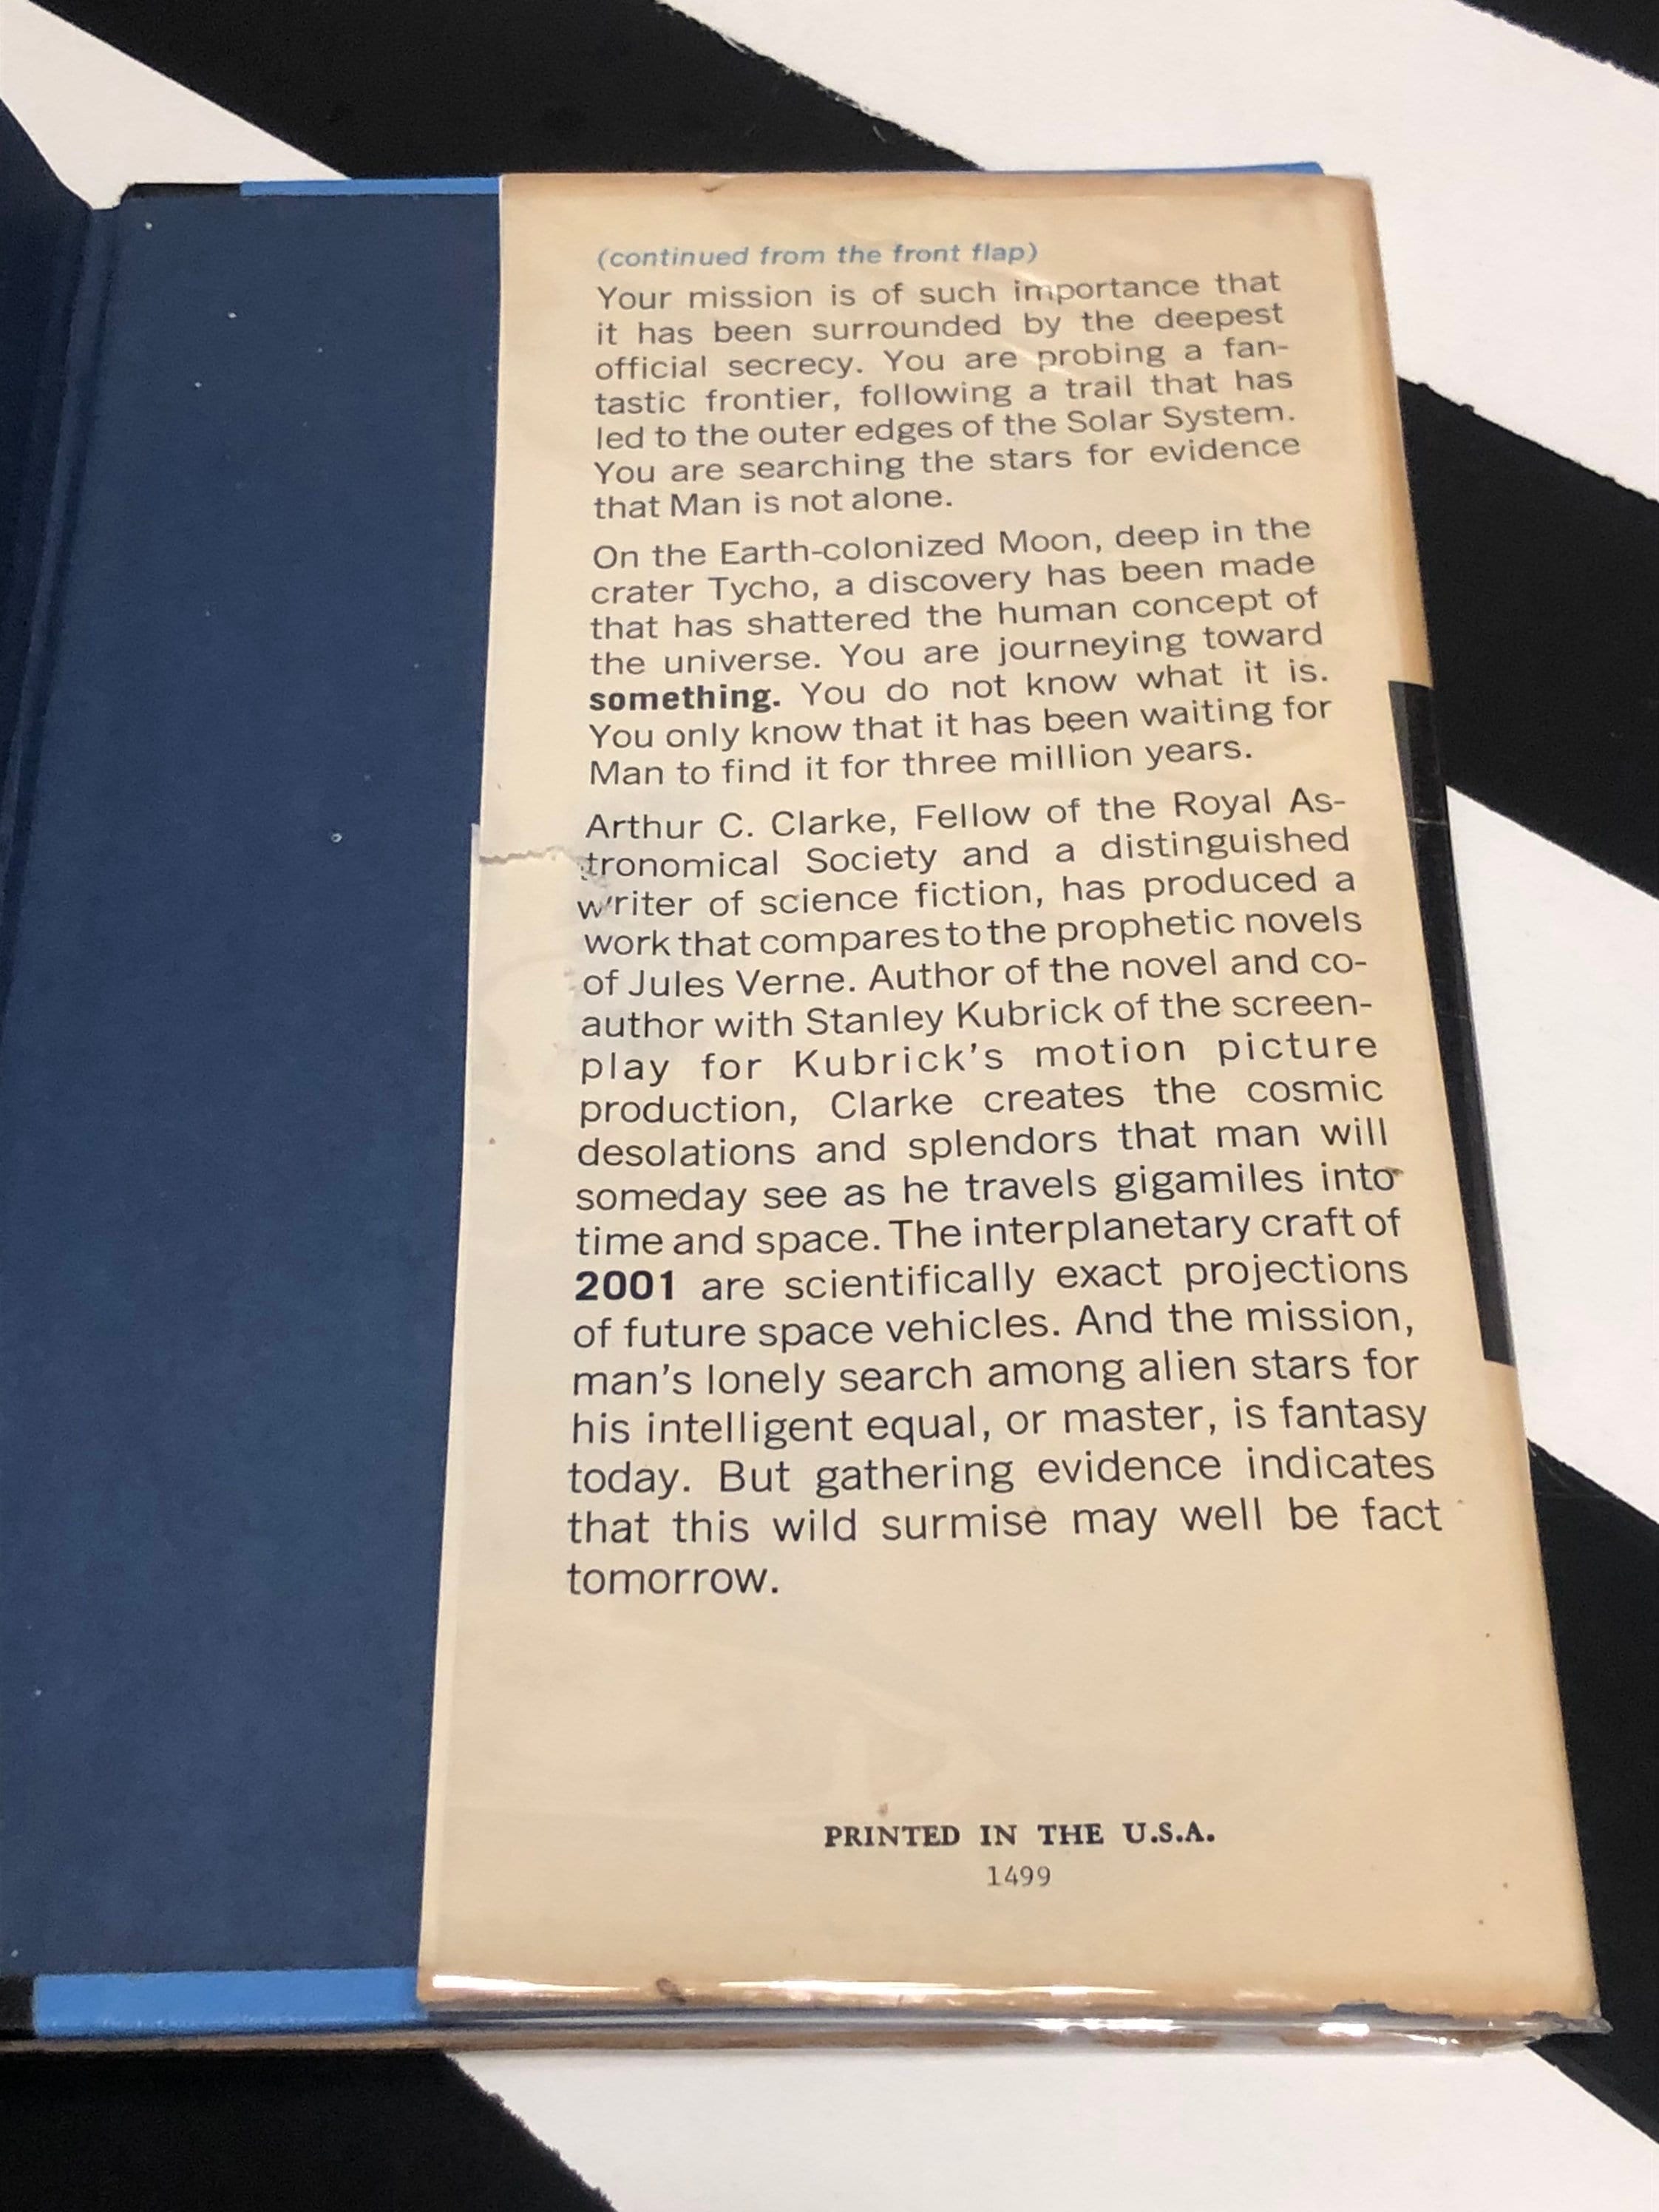 (continued from the front flap)
Your mission is of such importance that
it has been surrounded by the deepest
official secrecy. You are probing a fan-
tastic frontier, following a trail that has
led to the outer edges of the Solar System.
You are searching the stars for evidence
that Man is not alone.
On the Earth-colonized Moon, deep in the
crater Tycho, a discovery has been made
that has shattered the human concept of
the universe. You are journeying toward
something. You do not know what it is.
You only know that it has been waiting for
Man to find it for three million years.
Arthur C. Clarke, Fellow of the Royal As-
tronomical Society and a distinguished
writer of science fiction, has produced a
work that compares to the prophetic novels
of Jules Verne. Author of the novel and co-
author with Stanley Kubrick of the screen-
play for Kubrick's motion picture
production, Clarke creates the cosmic
desolations and splendors that man will
someday see as he travels gigamiles into
time and space. The interplanetary craft of
2001 are scientifically exact projections
of future space vehicles. And the mission,
man's lonely search among alien stars for
his intelligent equal, or master, is fantasy
today. But gathering evidence indicates
that this wild surmise may well be fact
tomorrow.
PRINTED IN THE U.S.A.
1499